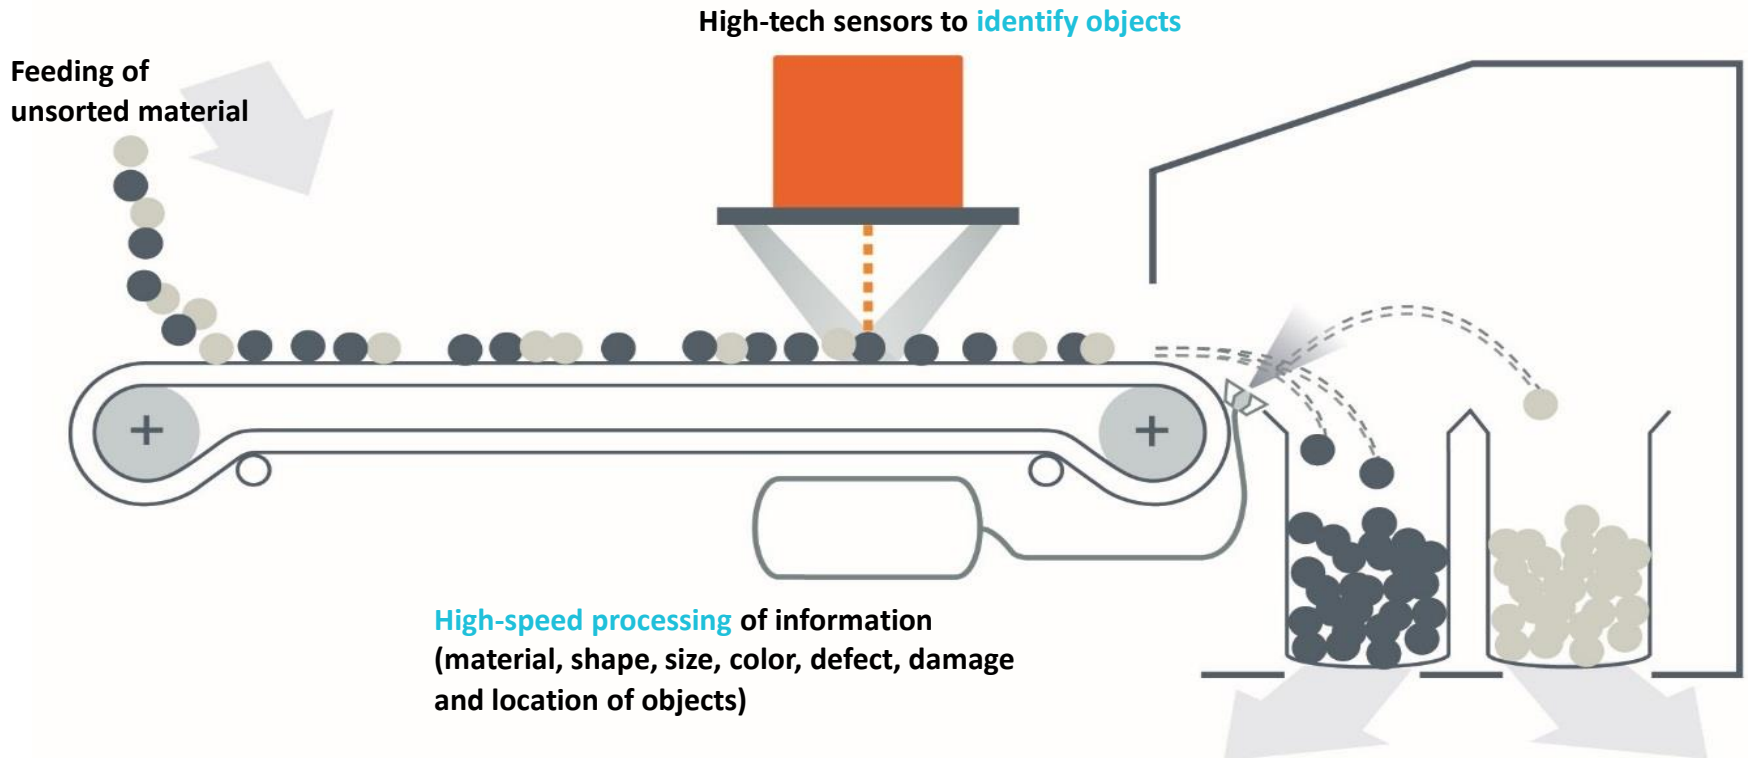 High-tech sensors to identify objects
Feeding of
unsorted material
High-speed processing of information
(material, shape, size, color, defect, damage
and location of objects)